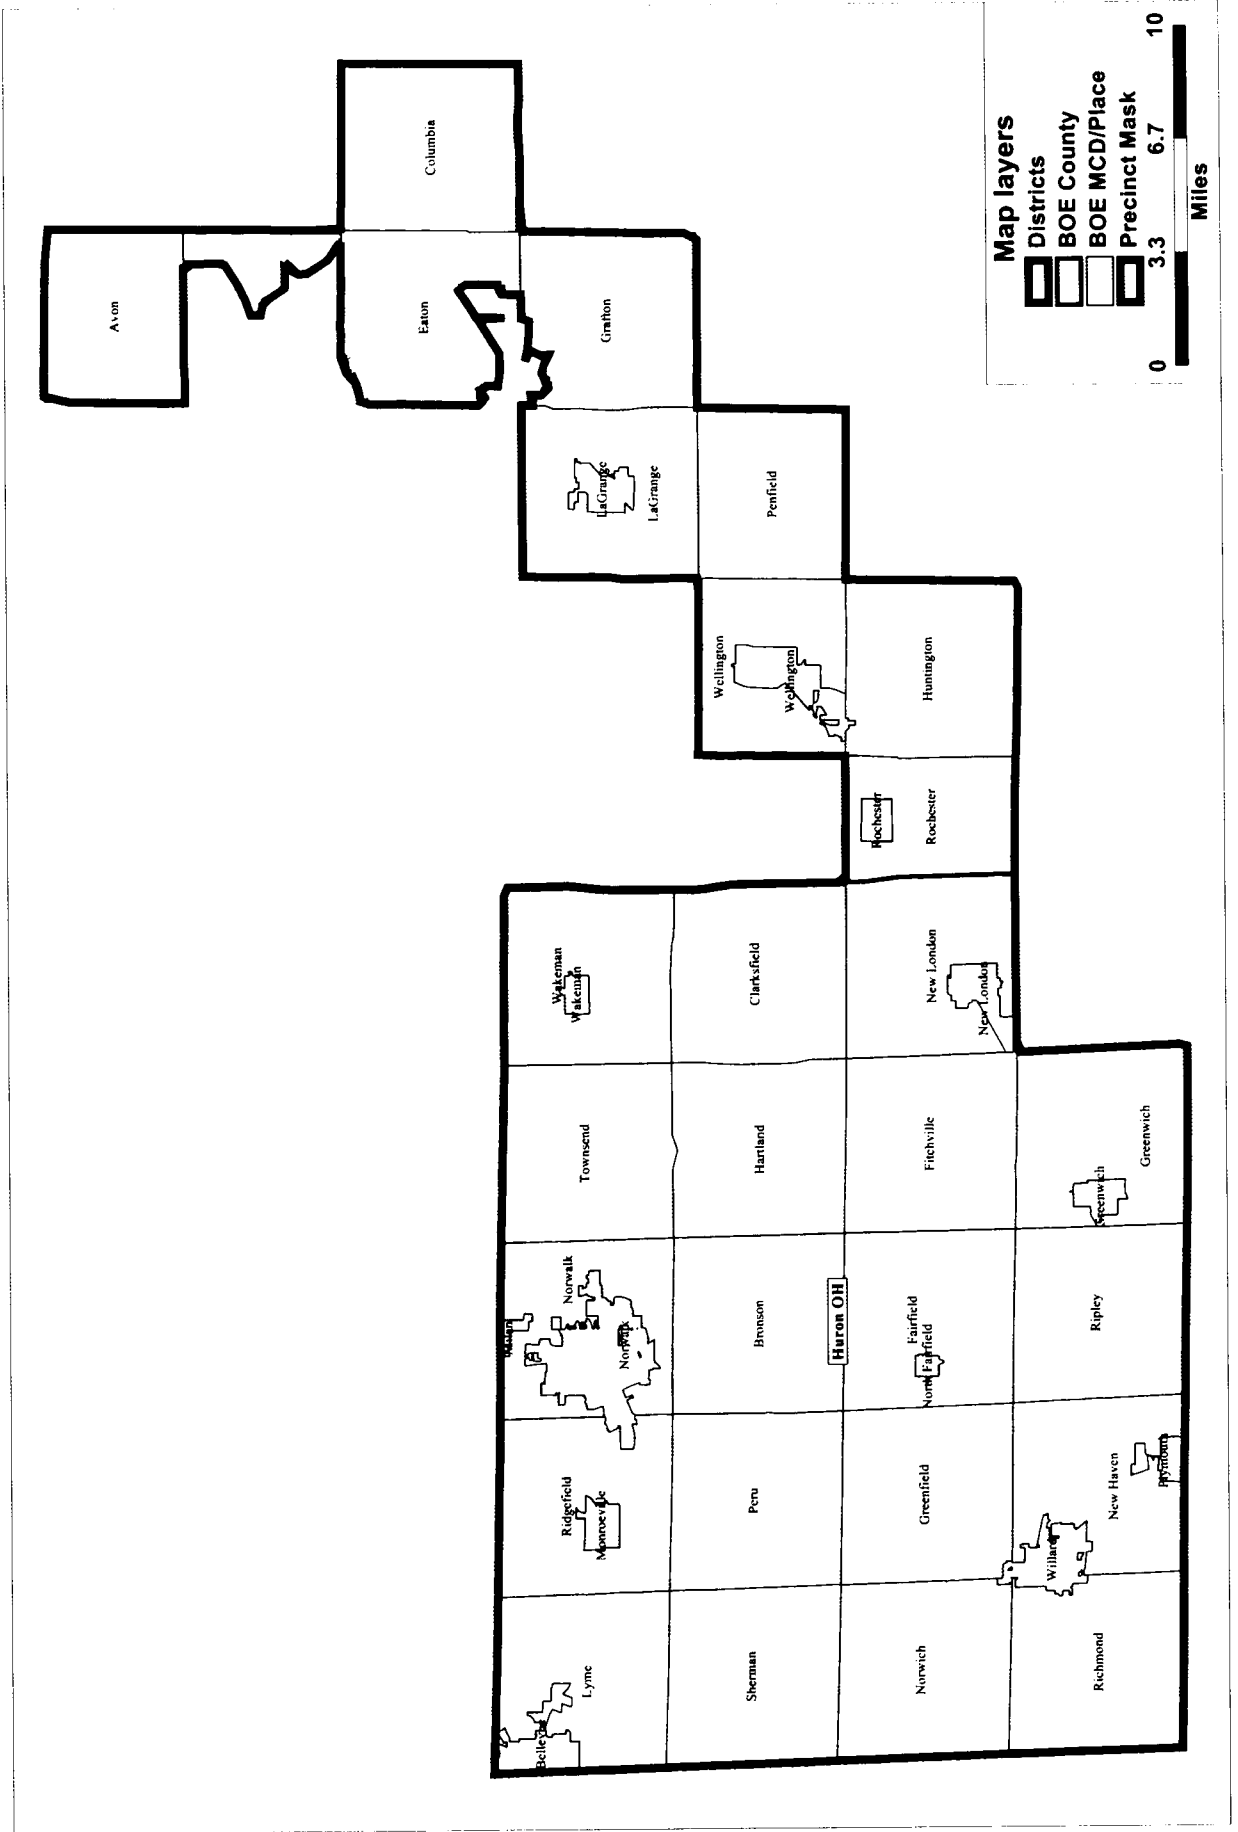 Avon
Columbia
Eaton
Grafton
LaGrange
LaGrange
Penfield
Wellington
Wellington
Huntington
Rochester
Rochester
Bellevue
Lyme
Ridgefield
Monroeville
Norwalk
Norwalk
Townsend
Wakeman
Wakeman
Sherman
Peru
Bronson
Hartland
Clarksfield
Huron OH
Norwich
Greenfield
Fairfield
North Fairfield
Fitchville
New London
New London
Richmond
Willard
New Haven
Plymouth
Ripley
Greenwich
Greenwich
Map layers
Districts
BOE County
BOE MCD/Place
Precinct Mask
0 3.3 6.7 10
Miles